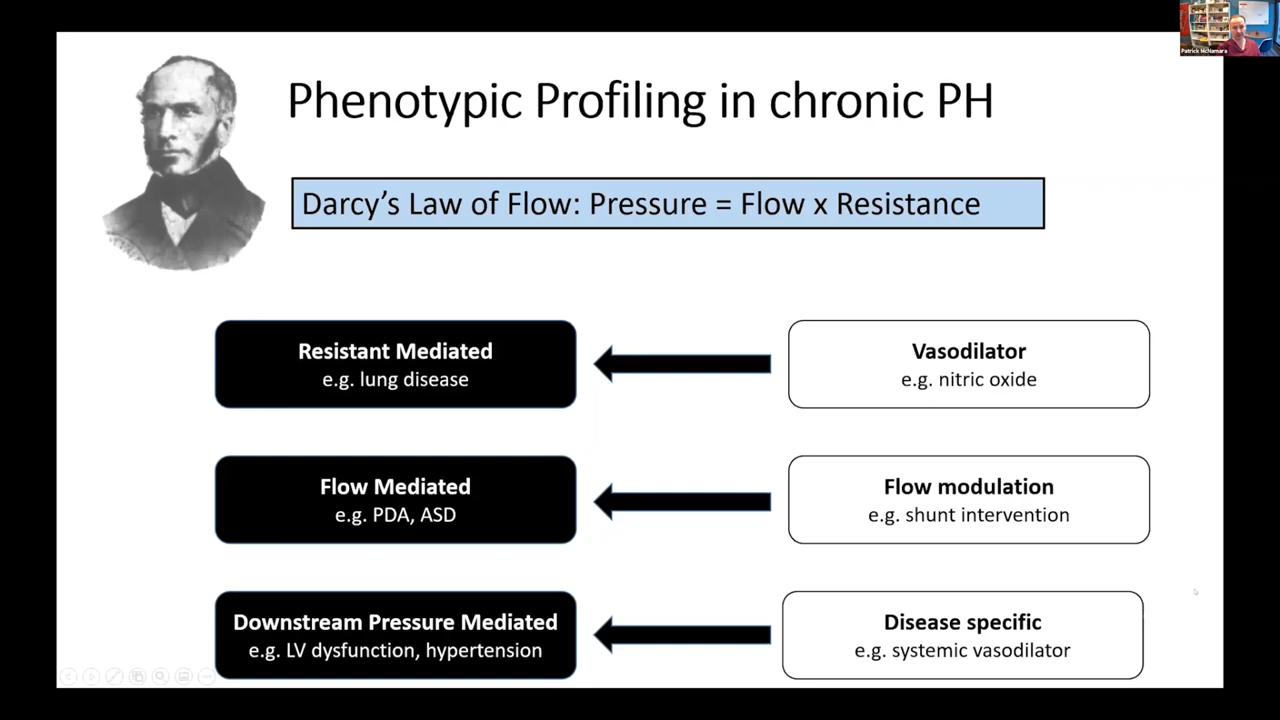 Patrick McNamara
Phenotypic Profiling in chronic PH
Darcy's Law of Flow: Pressure = Flow x Resistance
Resistant Mediated
e.g. lung disease
Vasodilator
e.g. nitric oxide
Flow Mediated
e.g. PDA, ASD
Flow modulation
e.g. shunt intervention
Downstream Pressure Mediated
e.g. LV dysfunction, hypertension
Disease specific
e.g. systemic vasodilator